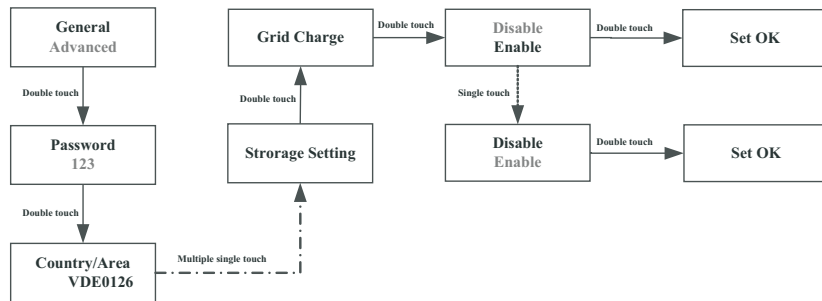 General
Advanced
Double touch
Password
123
Double touch
Country/Area
VDE0126
Multiple single touch
Strorage Setting
Double touch
Grid Charge
Double touch
Disable
Enable
Double touch
Set OK
Single touch
Disable
Enable
Double touch
Set OK